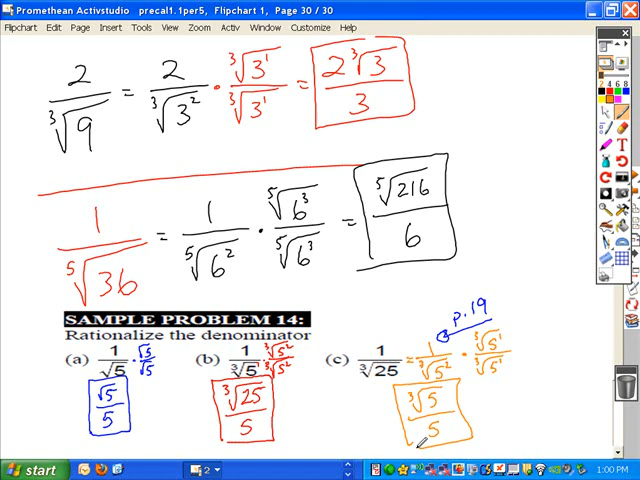 Promethean Activstudio precal1.1per5, Flipchart 1, Page 30 / 30
Flipchart Page Edit Insert Tools Zoom Activ Window Customise Help
2/∛9 = 2/∛3² · ∛3¹/∛3¹ = 2∛3/3
1/⁵√36 = 1/⁵√6² · ⁵√6³/⁵√6³ = ⁵√216/6
SAMPLE PROBLEM 14:
p.19
Rationalize the denominator
(a) 1/√5 · √5/√5 (b) 1/∛5 · ∛5²/∛5² (c) 1/∛25 = 1/∛5² · ∛5¹/∛5¹
√5/5 ∛25/5 ∛5/5
start 2 1:00 PM